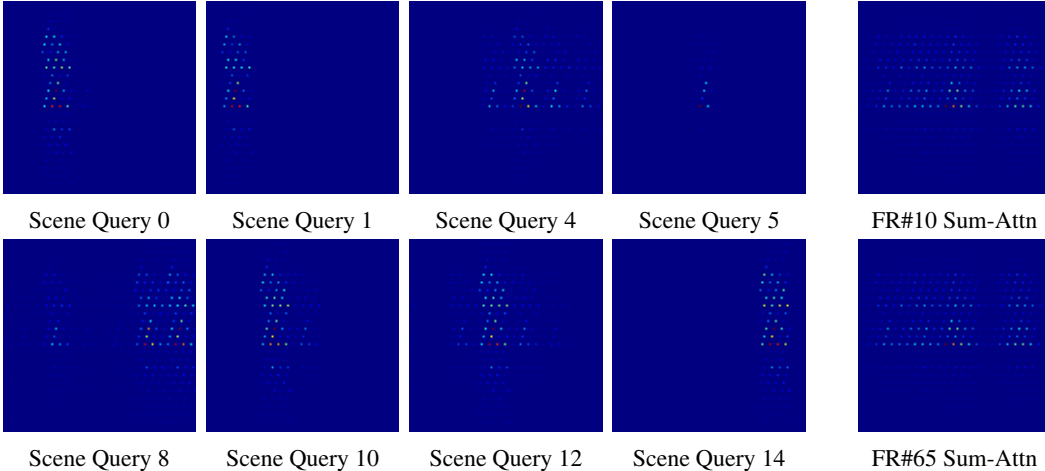 Scene Query 0 Scene Query 1 Scene Query 4 Scene Query 5 FR#10 Sum-Attn
Scene Query 8 Scene Query 10 Scene Query 12 Scene Query 14 FR#65 Sum-Attn